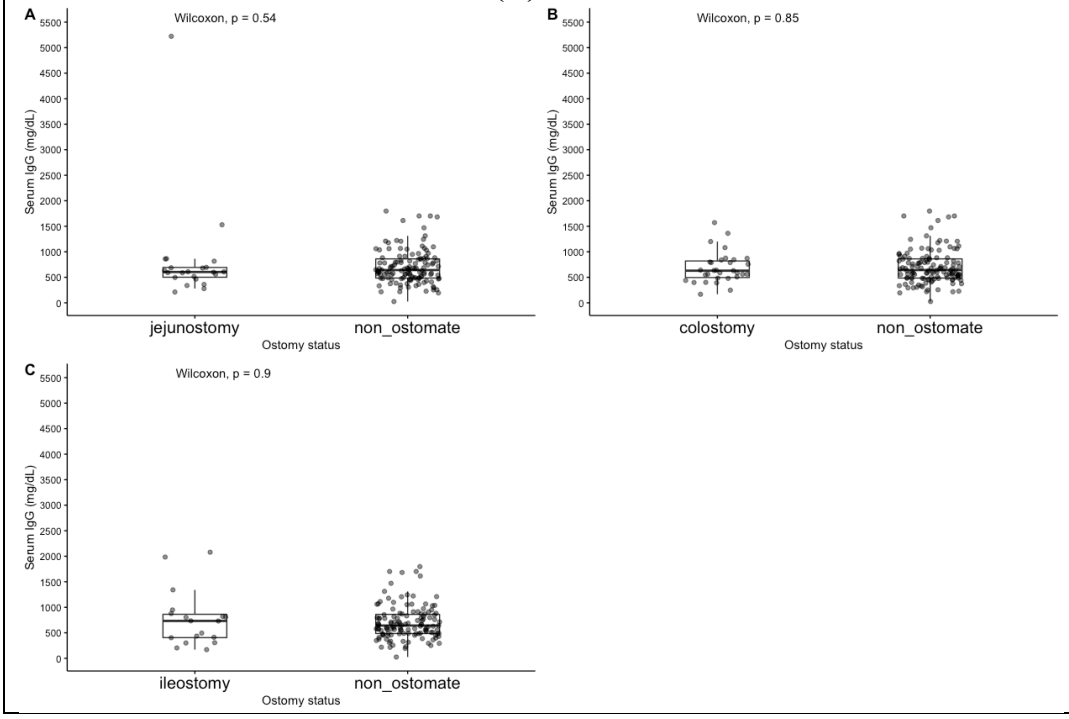 A
Wilcoxon, p = 0.54
5500
5000
4500
4000
3500
3000
2500
2000
1500
1000
500
0
Serum IgG (mg/dL)
jejunostomy non_ostomate
Ostomy status
B
Wilcoxon, p = 0.85
5500
5000
4500
4000
3500
3000
2500
2000
1500
1000
500
0
Serum IgG (mg/dL)
colostomy non_ostomate
Ostomy status
C
Wilcoxon, p = 0.9
5500
5000
4500
4000
3500
3000
2500
2000
1500
1000
500
0
Serum IgG (mg/dL)
ileostomy non_ostomate
Ostomy status